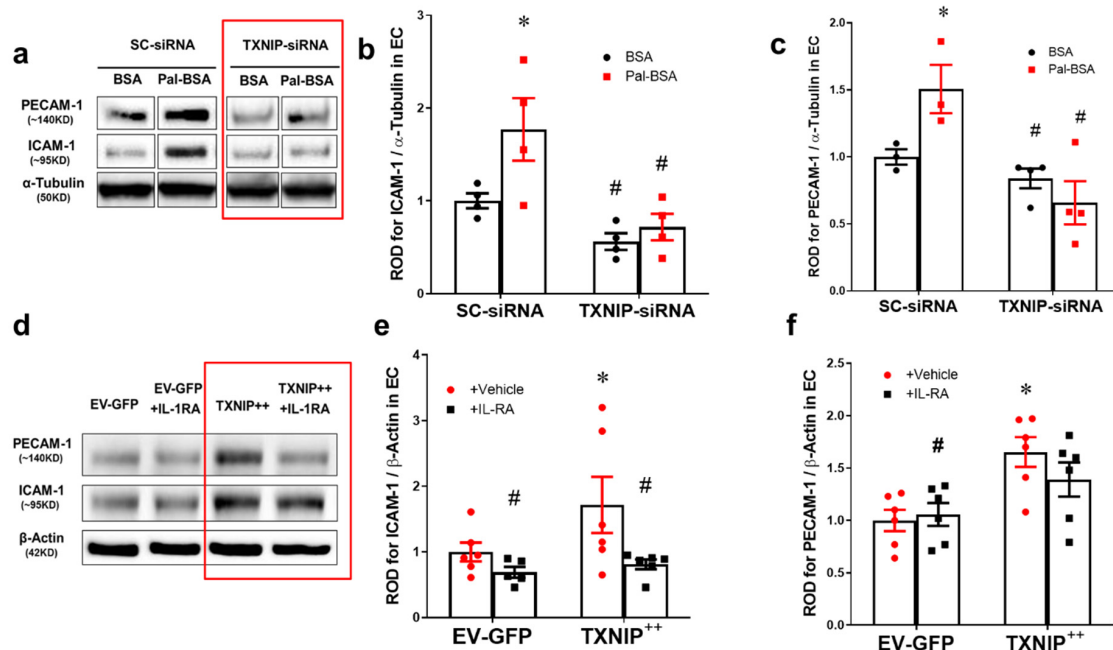 a
SC-siRNA TXNIP-siRNA
BSA Pal-BSA BSA Pal-BSA
PECAM-1
(~140KD)
ICAM-1
(~95KD)
α-Tubulin
(50KD)
b
ROD for ICAM-1 / α-Tubulin in EC
3
2
1
0
BSA
Pal-BSA
*
#
#
SC-siRNA TXNIP-siRNA
c
ROD for PECAM-1 / α-Tubulin in EC
2.0
1.5
1.0
0.5
0.0
BSA
Pal-BSA
*
#
#
SC-siRNA TXNIP-siRNA
d
EV-GFP EV-GFP +IL-1RA TXNIP++ TXNIP++ +IL-1RA
PECAM-1
(~140KD)
ICAM-1
(~95KD)
β-Actin
(42KD)
e
ROD for ICAM-1 / β-Actin in EC
4
3
2
1
0
+Vehicle
+IL-RA
*
#
#
EV-GFP TXNIP++
f
ROD for PECAM-1 / β-Actin in EC
2.5
2.0
1.5
1.0
0.5
0.0
+Vehicle
+IL-RA
*
#
EV-GFP TXNIP++